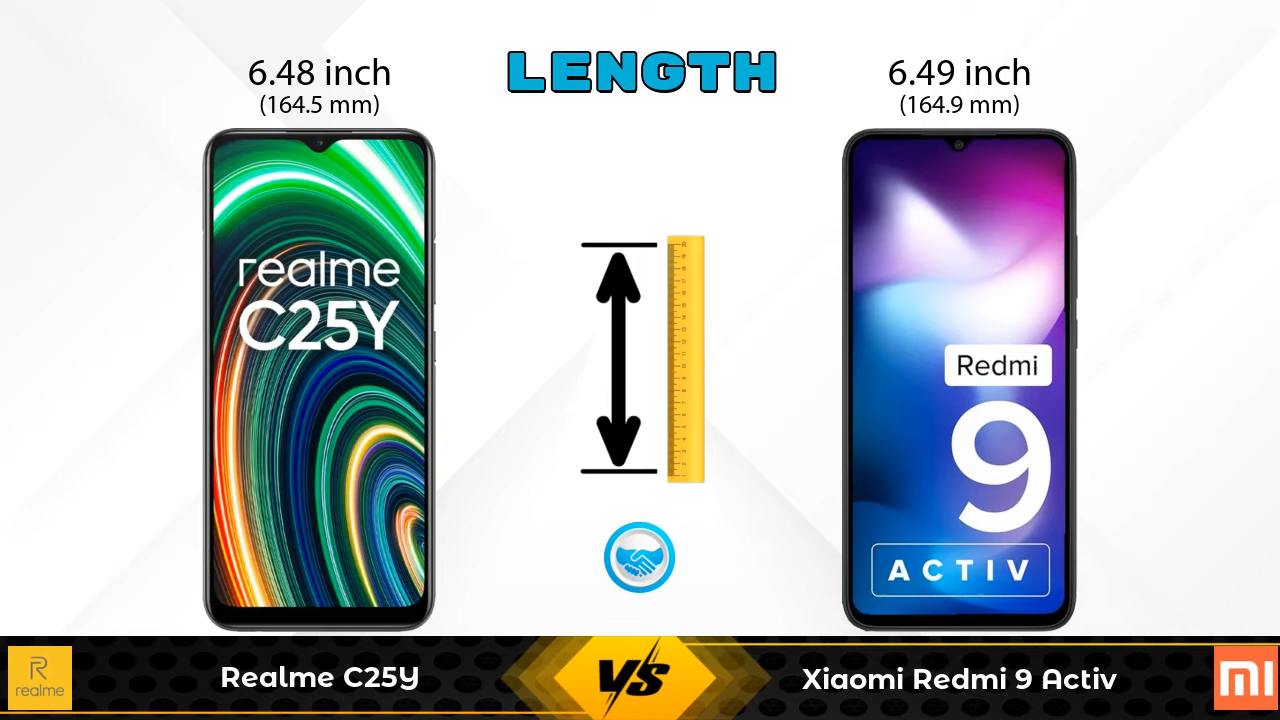 LENGTH
6.48 inch
(164.5 mm)
6.49 inch
(164.9 mm)
realme
C25Y
Redmi
9
ACTIV
R
realme
Realme C25Y
VS
Xiaomi Redmi 9 Activ
mi